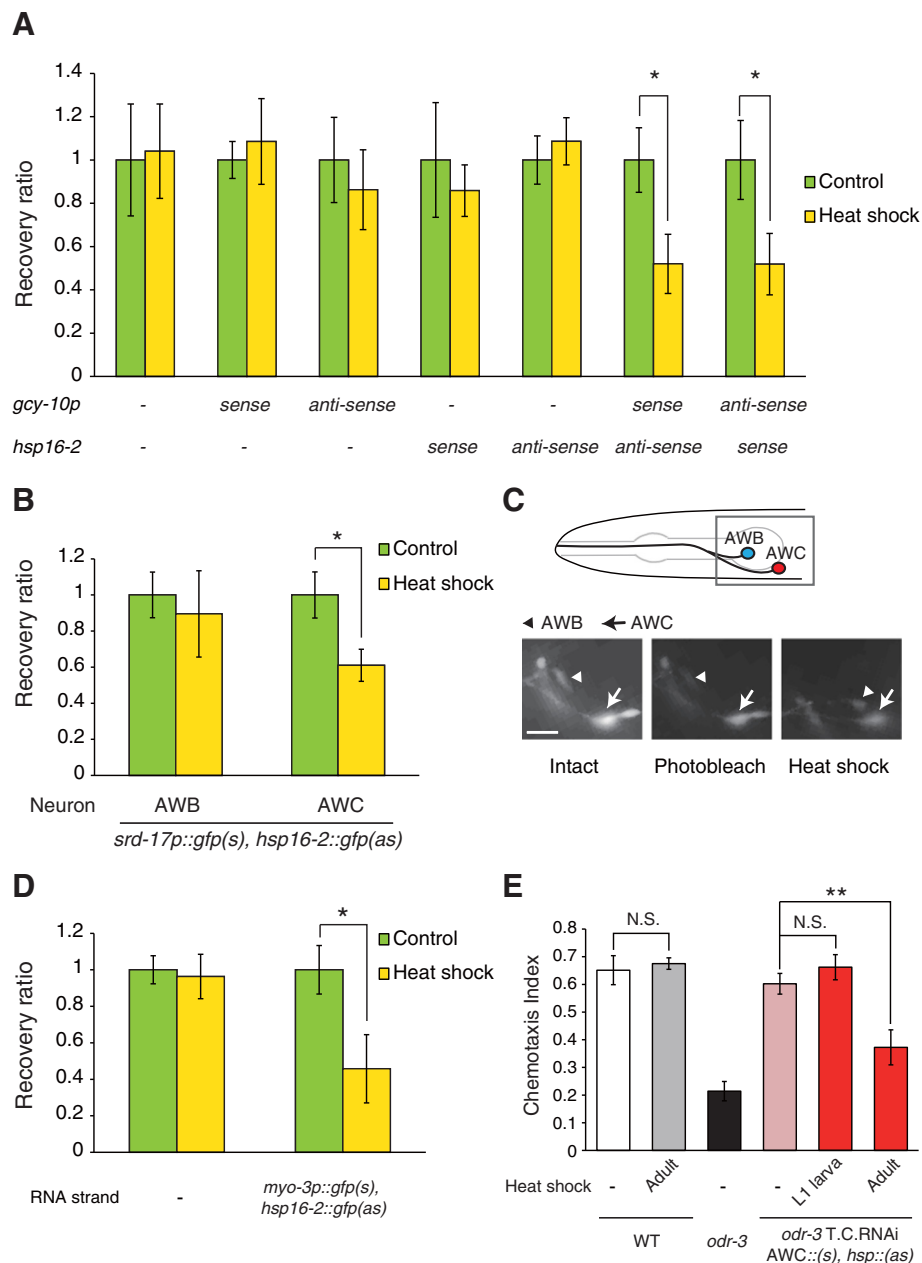 A
Recovery ratio
1.4
1.2
1
0.8
0.6
0.4
0.2
0
* *
Control
Heat shock
gcy-10p - sense anti-sense - - sense anti-sense
hsp16-2 - - - sense anti-sense anti-sense sense
B
Recovery ratio
1.2
1
0.8
0.6
0.4
0.2
0
*
Control
Heat shock
Neuron AWB AWC
srd-17p::gfp(s), hsp16-2::gfp(as)
C
AWB
AWC
AWB AWC
Intact Photobleach Heat shock
D
Recovery ratio
1.2
1
0.8
0.6
0.4
0.2
0
*
Control
Heat shock
RNA strand - myo-3p::gfp(s),
hsp16-2::gfp(as)
E
Chemotaxis Index
0.8
0.7
0.6
0.5
0.4
0.3
0.2
0.1
0
N.S.
**
N.S.
Heat shock - Adult - - L1 larva Adult
WT odr-3 odr-3 T.C.RNAi
AWC::(s), hsp::(as)